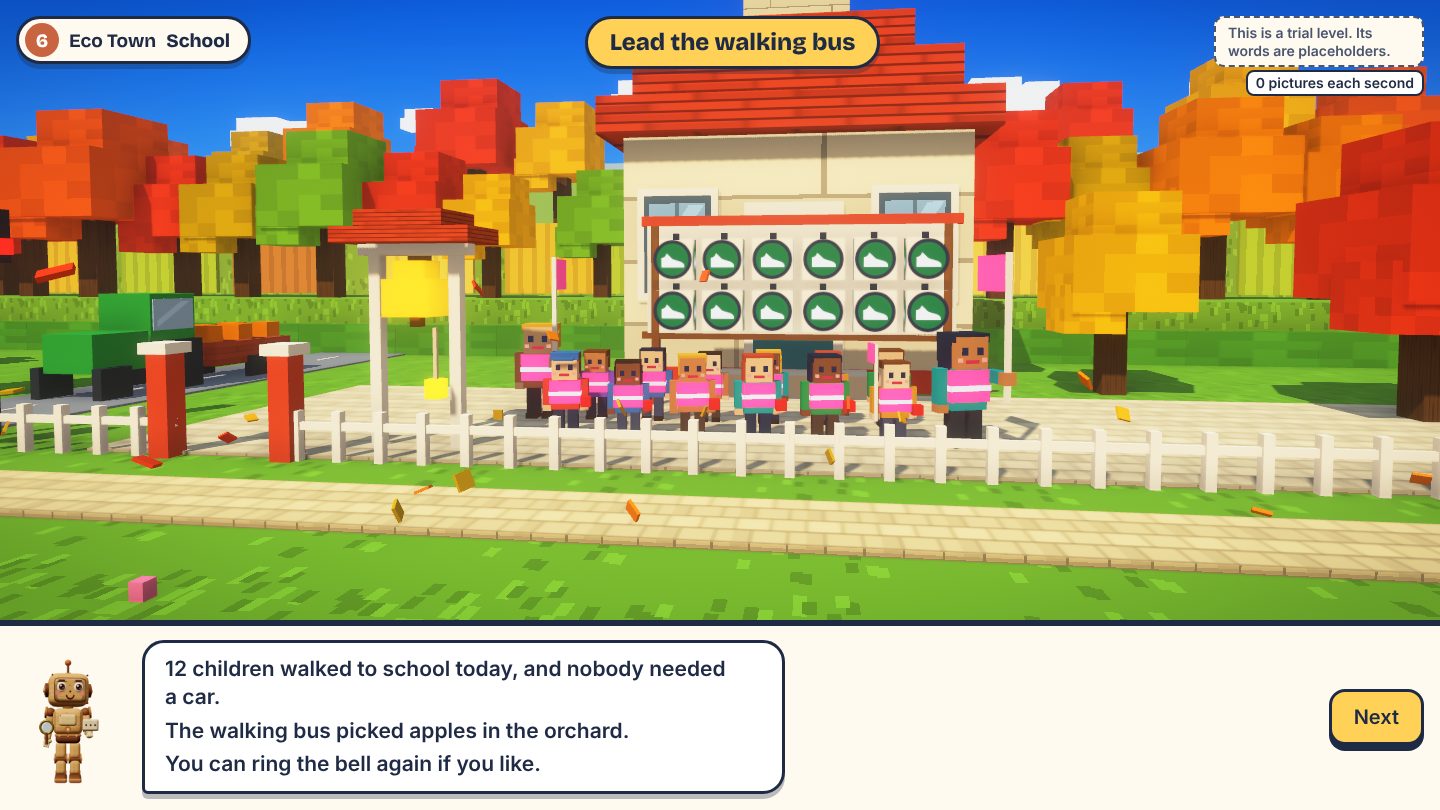 6 Eco Town School
Lead the walking bus
This is a trial level. Its
words are placeholders.
0 pictures each second
12 children walked to school today, and nobody needed
a car.
The walking bus picked apples in the orchard.
You can ring the bell again if you like.
Next